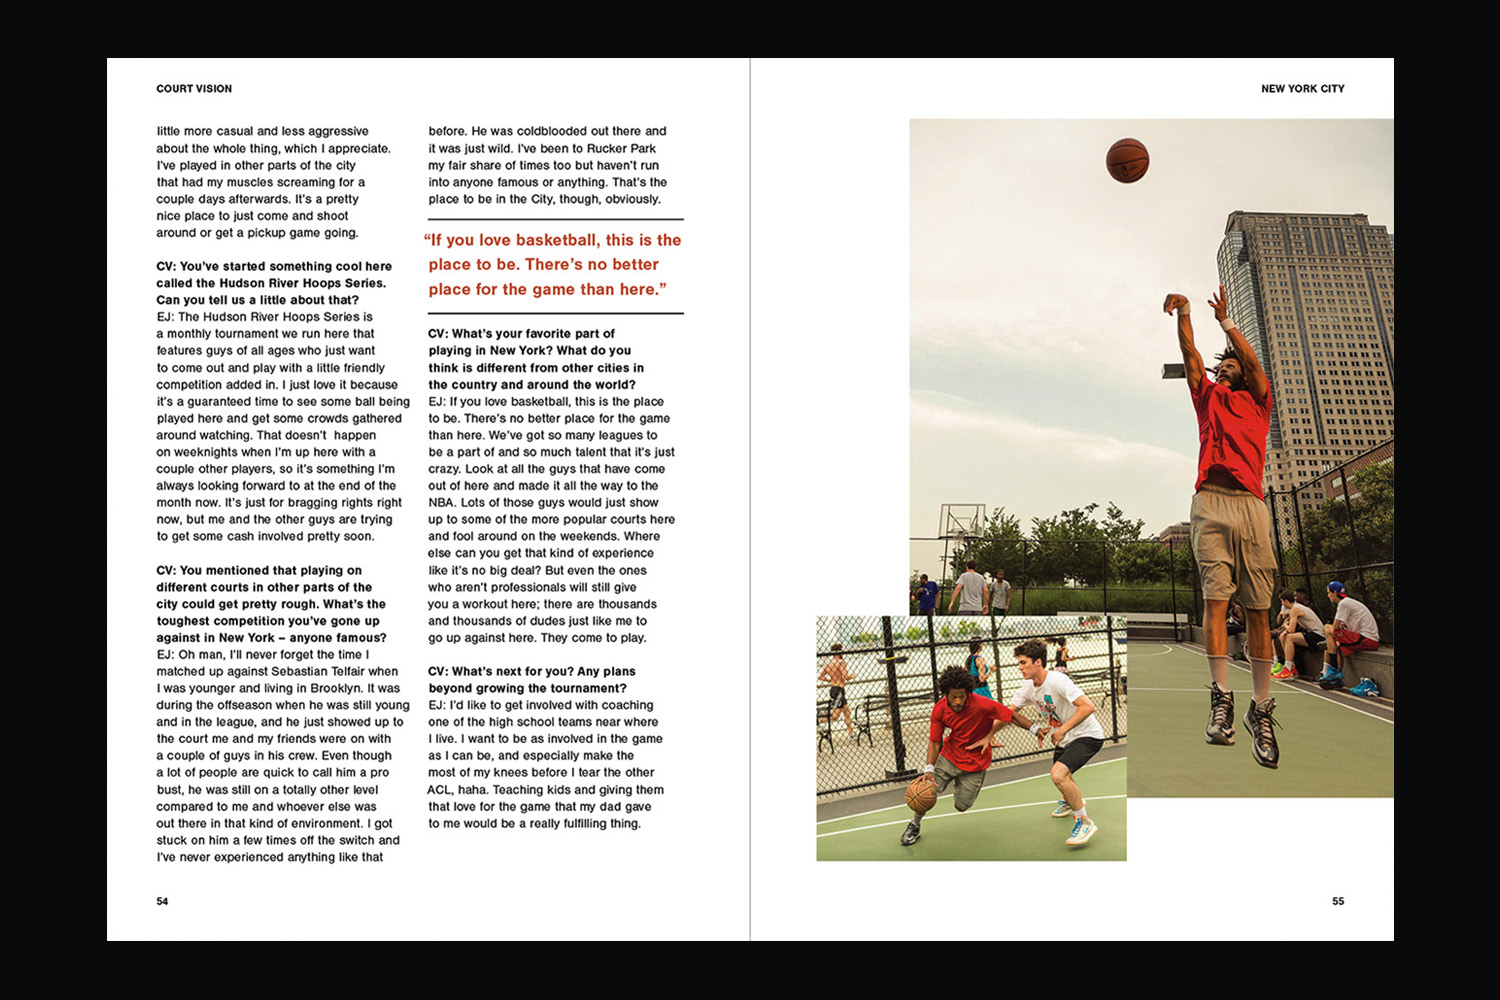 COURT VISION
little more casual and less aggressive
about the whole thing, which I appreciate.
I've played in other parts of the city
that had my muscles screaming for a
couple days afterwards. It's a pretty
nice place to just come and shoot
around or get a pickup game going.
CV: You've started something cool here
called the Hudson River Hoops Series.
Can you tell us a little about that?
EJ: The Hudson River Hoops Series is
a monthly tournament we run here that
features guys of all ages who just want
to come out and play with a little friendly
competition added in. I just love it because
it's a guaranteed time to see some ball being
played here and get some crowds gathered
around watching. That doesn't  happen
on weeknights when I'm up here with a
couple other players, so it's something I'm
always looking forward to at the end of the
month now. It's just for bragging rights right
now, but me and the other guys are trying
to get some cash involved pretty soon.
CV: You mentioned that playing on
different courts in other parts of the
city could get pretty rough. What's the
toughest competition you've gone up
against in New York – anyone famous?
EJ: Oh man, I'll never forget the time I
matched up against Sebastian Telfair when
I was younger and living in Brooklyn. It was
during the offseason when he was still young
and in the league, and he just showed up to
the court me and my friends were on with
a couple of guys in his crew. Even though
a lot of people are quick to call him a pro
bust, he was still on a totally other level
compared to me and whoever else was
out there in that kind of environment. I got
stuck on him a few times off the switch and
I've never experienced anything like that
54
before. He was coldblooded out there and
it was just wild. I've been to Rucker Park
my fair share of times too but haven't run
into anyone famous or anything. That's the
place to be in the City, though, obviously.
“If you love basketball, this is the
place to be. There's no better
place for the game than here.”
CV: What's your favorite part of
playing in New York? What do you
think is different from other cities in
the country and around the world?
EJ: If you love basketball, this is the place
to be. There's no better place for the game
than here. We've got so many leagues to
be a part of and so much talent that it's just
crazy. Look at all the guys that have come
out of here and made it all the way to the
NBA. Lots of those guys would just show
up to some of the more popular courts here
and fool around on the weekends. Where
else can you get that kind of experience
like it's no big deal? But even the ones
who aren't professionals will still give
you a workout here; there are thousands
and thousands of dudes just like me to
go up against here. They come to play.
CV: What's next for you? Any plans
beyond growing the tournament?
EJ: I'd like to get involved with coaching
one of the high school teams near where
I live. I want to be as involved in the game
as I can be, and especially make the
most of my knees before I tear the other
ACL, haha. Teaching kids and giving them
that love for the game that my dad gave
to me would be a really fulfilling thing.
NEW YORK CITY
55